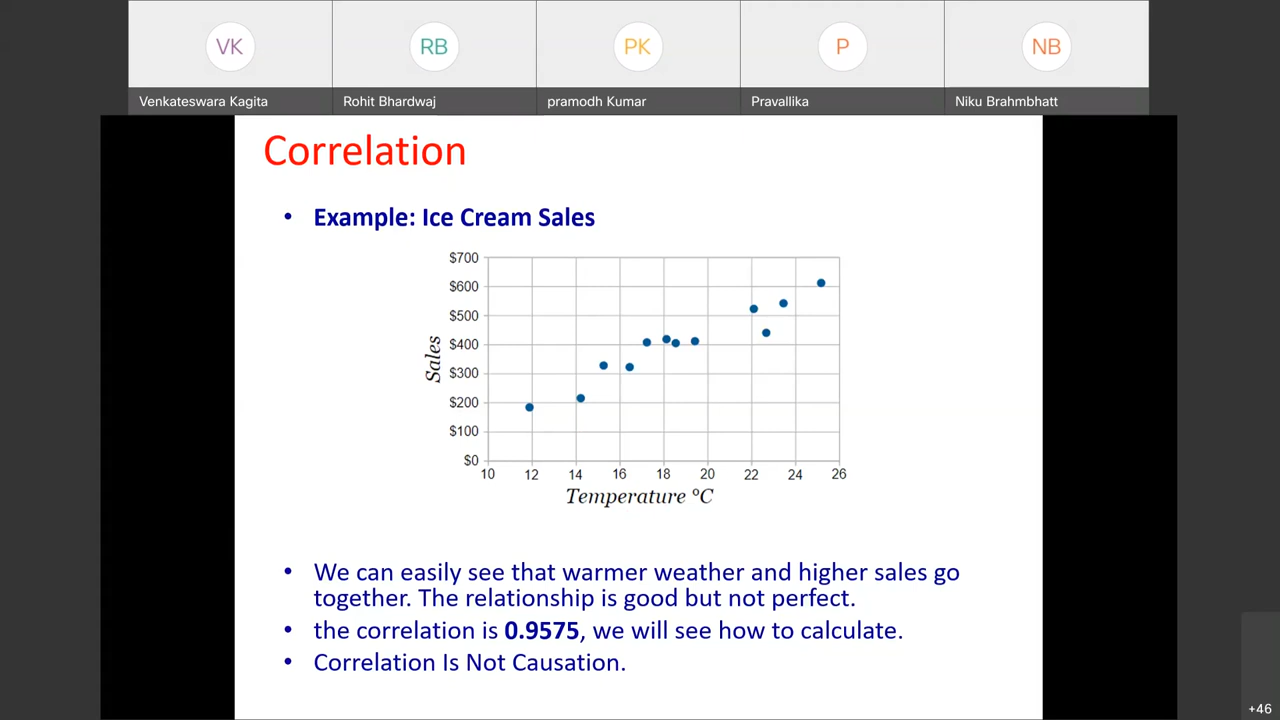 VK RB PK P NB
Venkateswara Kagita Rohit Bhardwaj pramodh Kumar Pravallika Niku Brahmbhatt
Correlation
• Example: Ice Cream Sales
$700
$600
$500
$400
$300
$200
$100
$0
Sales
10 12 14 16 18 20 22 24 26
Temperature °C
• We can easily see that warmer weather and higher sales go
together. The relationship is good but not perfect.
• the correlation is 0.9575, we will see how to calculate.
• Correlation Is Not Causation.
+46